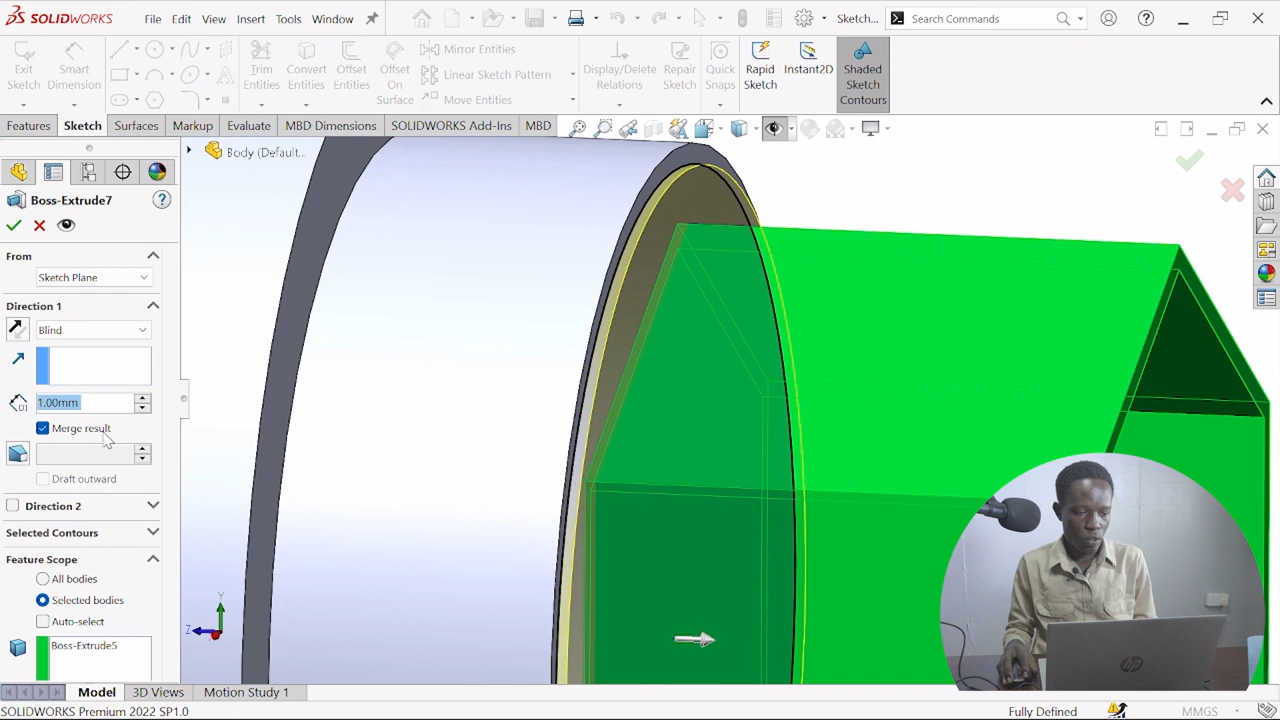 SOLIDWORKS File Edit View Insert Tools Window Sketch... Search Commands
Exit Sketch Smart Dimension Trim Entities Convert Entities Offset Entities Offset On Surface Mirror Entities Linear Sketch Pattern Move Entities Display/Delete Relations Repair Sketch Quick Snaps Rapid Sketch Instant2D Shaded Sketch Contours
Features Sketch Surfaces Markup Evaluate MBD Dimensions SOLIDWORKS Add-Ins MBD
Body (Default...
Boss-Extrude7
From
Sketch Plane
Direction 1
Blind
D1 1.00mm
Merge result
Draft outward
Direction 2
Selected Contours
Feature Scope
All bodies
Selected bodies
Auto-select
Boss-Extrude5
Y
Z
hp
Model 3D Views Motion Study 1
SOLIDWORKS Premium 2022 SP1.0 Fully Defined MMGS